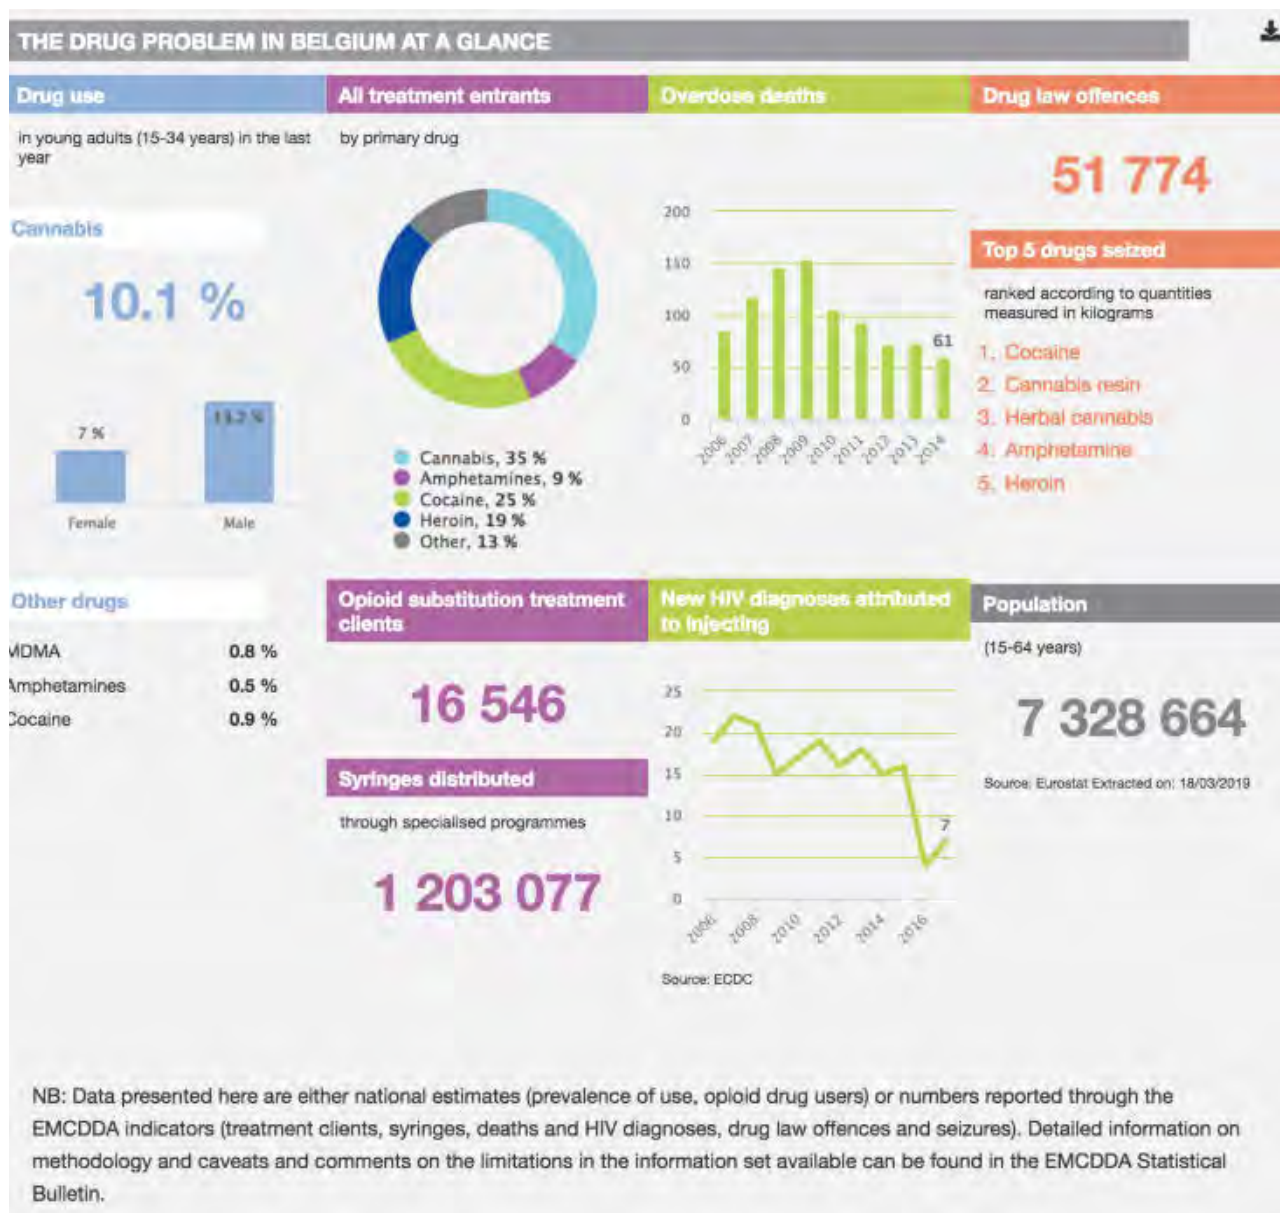 THE DRUG PROBLEM IN BELGIUM AT A GLANCE
Drug use
in young adults (15-34 years) in the last
year
Cannabis
10.1 %
7 %
13.2 %
Female
Male
Other drugs
MDMA
0.8 %
Amphetamines
0.5 %
Cocaine
0.9 %
All treatment entrants
by primary drug
Cannabis, 35 %
Amphetamines, 9 %
Cocaine, 25 %
Heroin, 19 %
Other, 13 %
Opioid substitution treatment
clients
16 546
Syringes distributed
through specialised programmes
1 203 077
Overdose deaths
200
150
100
50
0
61
2006
2007
2008
2009
2010
2011
2012
2013
2014
New HIV diagnoses attributed
to injecting
25
20
15
10
5
0
7
2006
2008
2010
2012
2014
2016
Source: ECDC
Drug law offences
51 774
Top 5 drugs seized
ranked according to quantities
measured in kilograms
1. Cocaine
2. Cannabis resin
3. Herbal cannabis
4. Amphetamine
5. Heroin
Population
(15-64 years)
7 328 664
Source: Eurostat Extracted on: 18/03/2019
NB: Data presented here are either national estimates (prevalence of use, opioid drug users) or numbers reported through the
EMCDDA indicators (treatment clients, syringes, deaths and HIV diagnoses, drug law offences and seizures). Detailed information on
methodology and caveats and comments on the limitations in the information set available can be found in the EMCDDA Statistical
Bulletin.